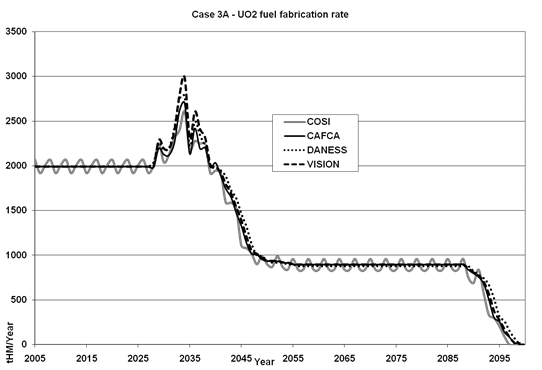 Case 3A - UO2 fuel fabrication rate
3500
3000
2500
2000
1500
1000
500
0
COSI
CAFCA
DANESS
VISION
tHM/Year
2005 2015 2025 2035 2045 2055 2065 2075 2085 2095
Year